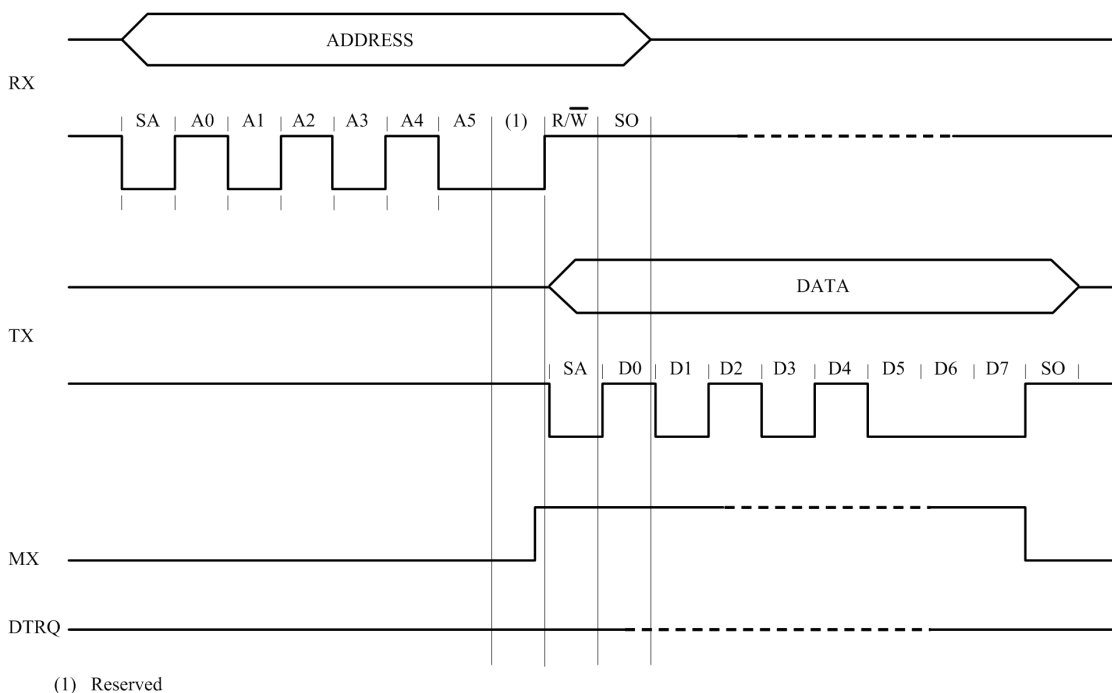 ADDRESS
RX
SA A0 A1 A2 A3 A4 A5 (1) R/W̅ SO
DATA
TX
SA D0 D1 D2 D3 D4 D5 D6 D7 SO
MX
DTRQ
(1) Reserved